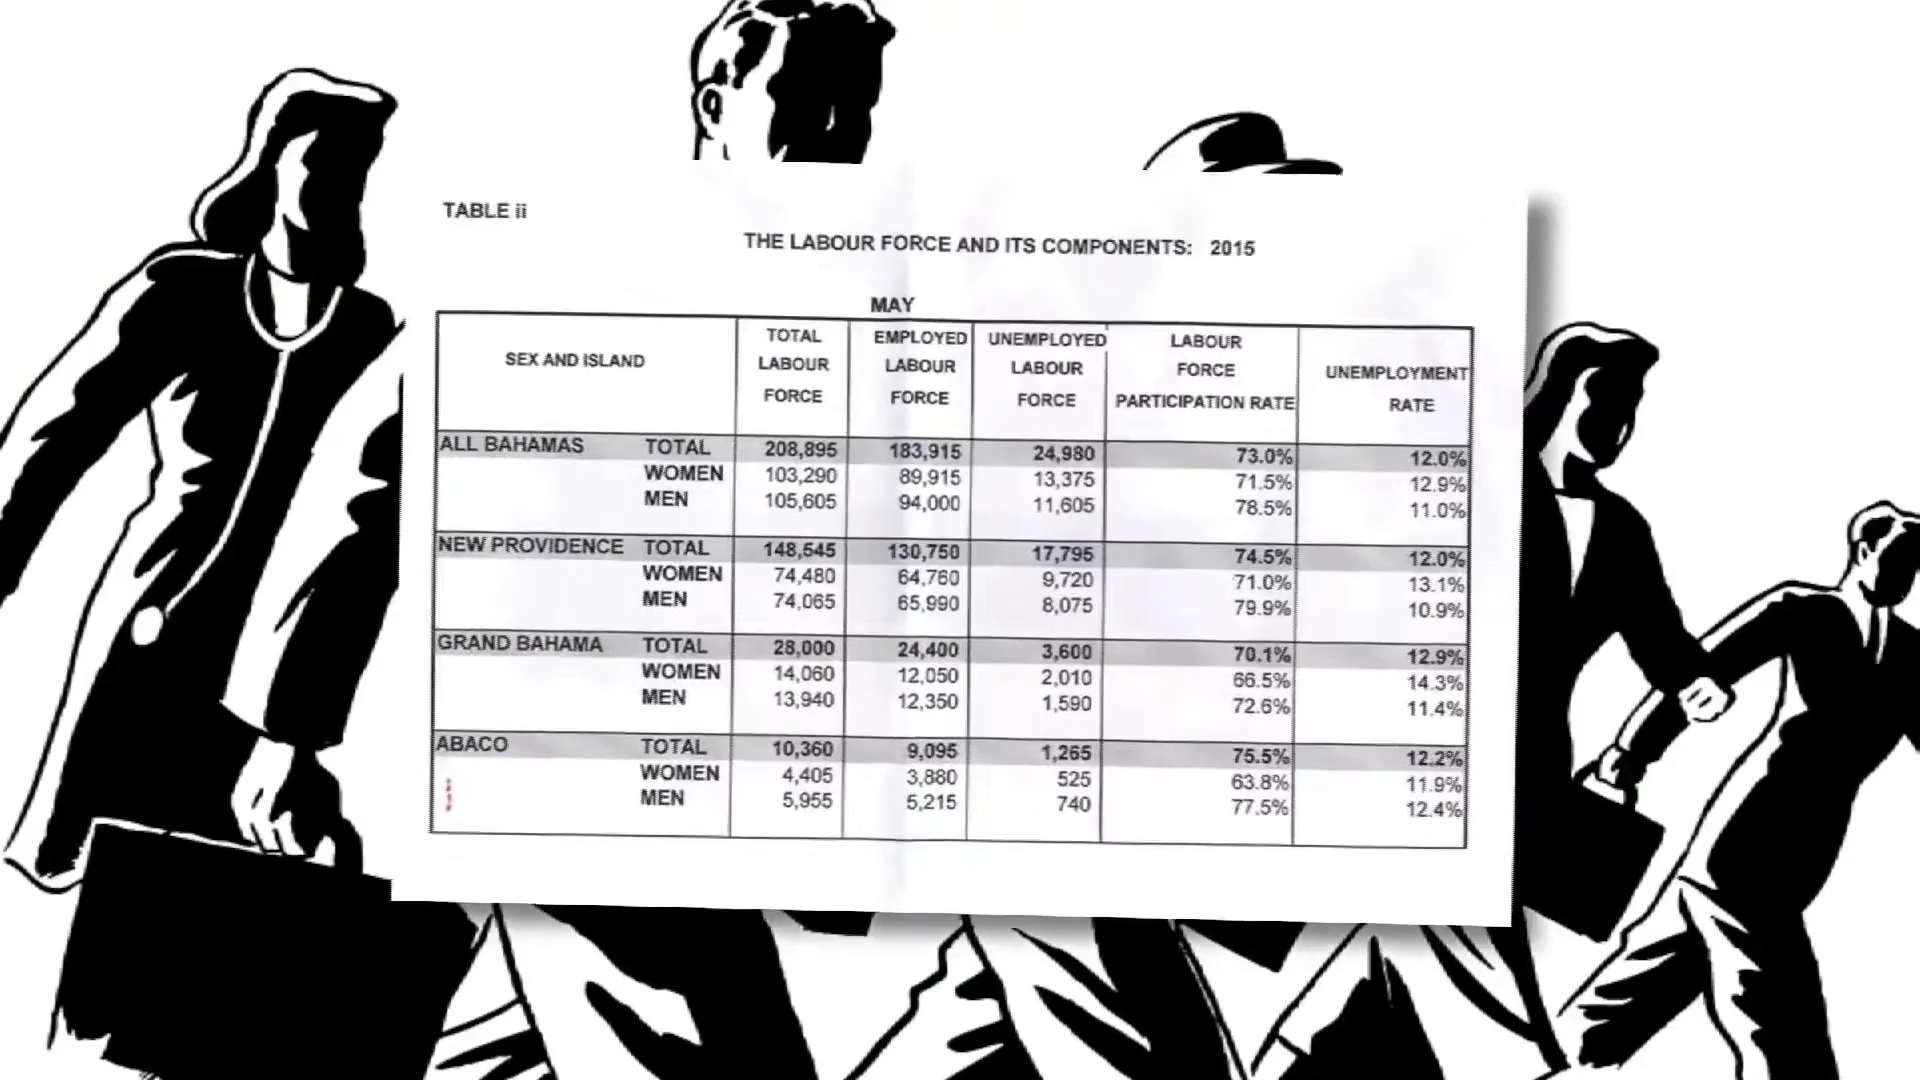 TABLE ii
THE LABOUR FORCE AND ITS COMPONENTS: 2015
MAY
SEX AND ISLAND
TOTAL LABOUR FORCE
EMPLOYED LABOUR FORCE
UNEMPLOYED LABOUR FORCE
LABOUR FORCE PARTICIPATION RATE
UNEMPLOYMENT RATE
ALL BAHAMAS TOTAL 208,895 183,915 24,980 73.0% 12.0%
WOMEN 103,290 89,915 13,375 71.5% 12.9%
MEN 105,605 94,000 11,605 78.5% 11.0%
NEW PROVIDENCE TOTAL 148,545 130,750 17,795 74.5% 12.0%
WOMEN 74,480 64,760 9,720 71.0% 13.1%
MEN 74,065 65,990 8,075 79.9% 10.9%
GRAND BAHAMA TOTAL 28,000 24,400 3,600 70.1% 12.9%
WOMEN 14,060 12,050 2,010 66.5% 14.3%
MEN 13,940 12,350 1,590 72.6% 11.4%
ABACO TOTAL 10,360 9,095 1,265 75.5% 12.2%
WOMEN 4,405 3,880 525 63.8% 11.9%
MEN 5,955 5,215 740 77.5% 12.4%